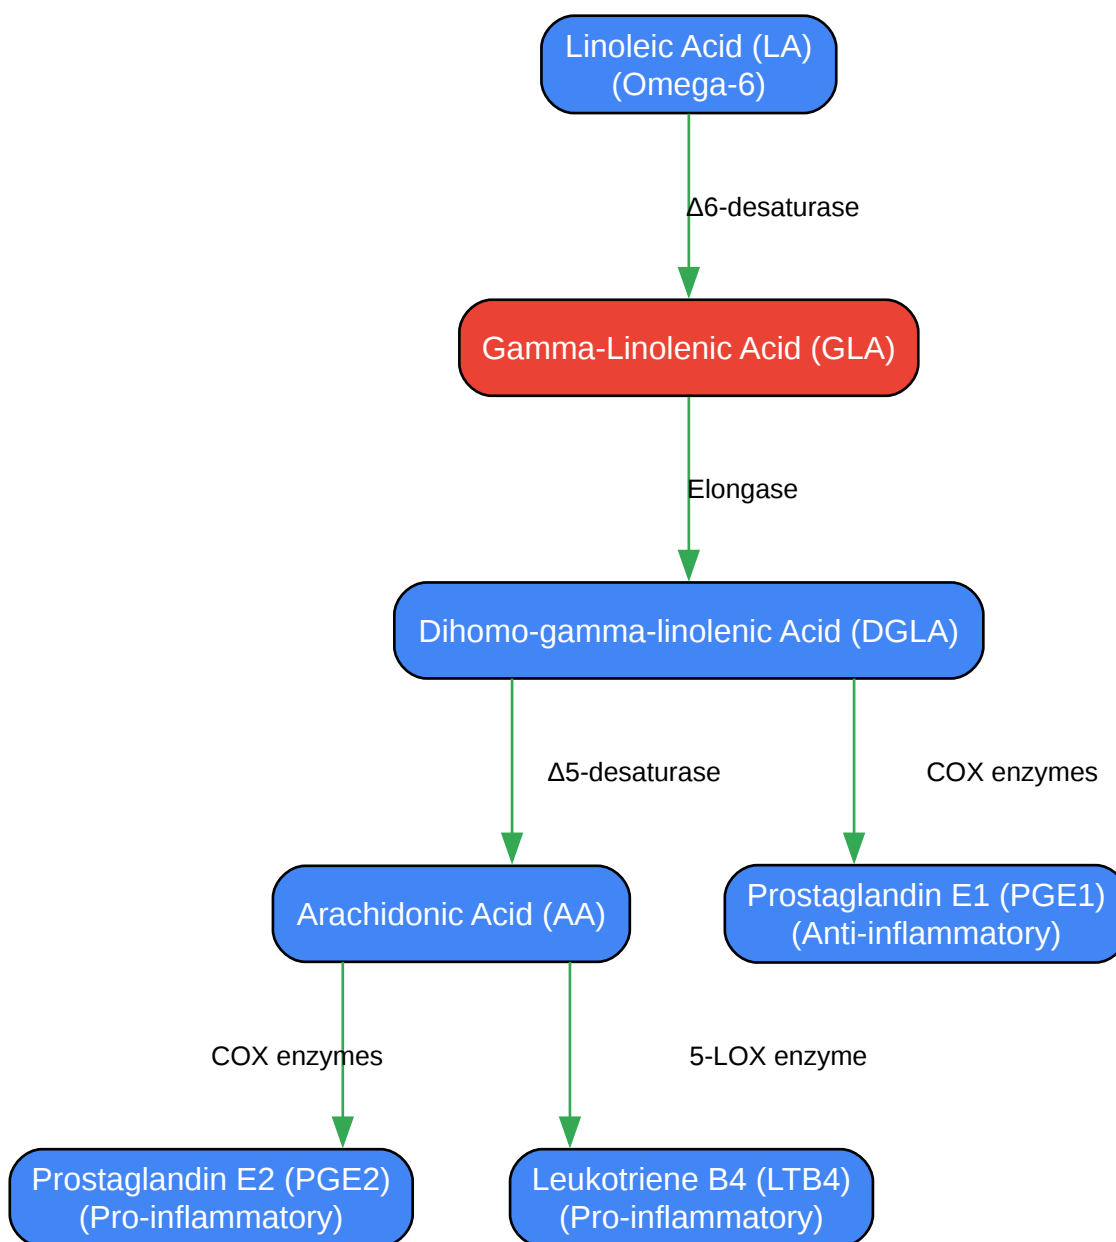 Linoleic Acid (LA)
(Omega-6)
Δ6-desaturase
Gamma-Linolenic Acid (GLA)
Elongase
Dihomo-gamma-linolenic Acid (DGLA)
Δ5-desaturase
COX enzymes
Arachidonic Acid (AA)
Prostaglandin E1 (PGE1)
(Anti-inflammatory)
COX enzymes
5-LOX enzyme
Prostaglandin E2 (PGE2)
(Pro-inflammatory)
Leukotriene B4 (LTB4)
(Pro-inflammatory)